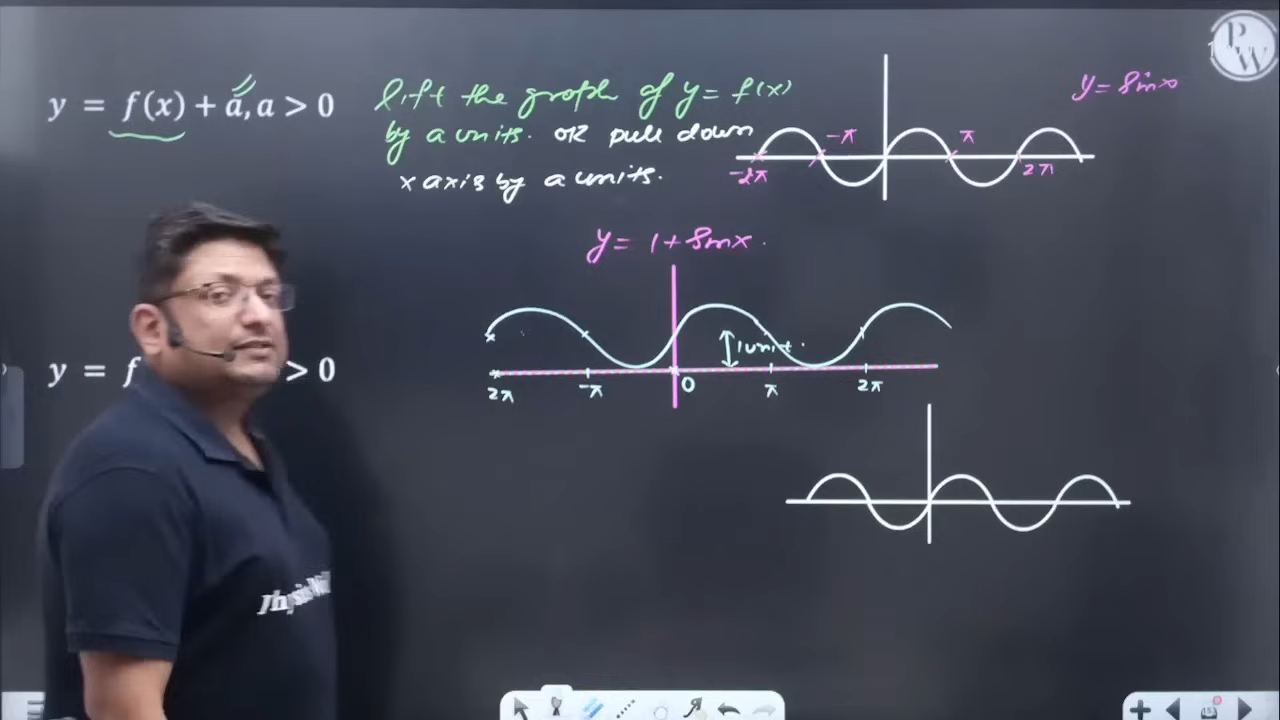 y = f(x) + a, a > 0
lift the graph of y = f(x)
by a units. OR pull down
x axis by a units.
y = sinx
-2π -π π 2π
y = 1 + sinx.
1 unit.
2π -π 0 π 2π
y = f > 0
PW